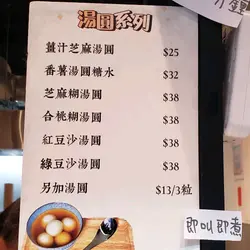 湯圓系列
薑汁芝麻湯圓 $25
番薯湯圓糖水 $32
芝麻糊湯圓 $38
合桃糊湯圓 $38
紅豆沙湯圓 $38
綠豆沙湯圓 $38
另加湯圓 $13/3粒
即叫即煮